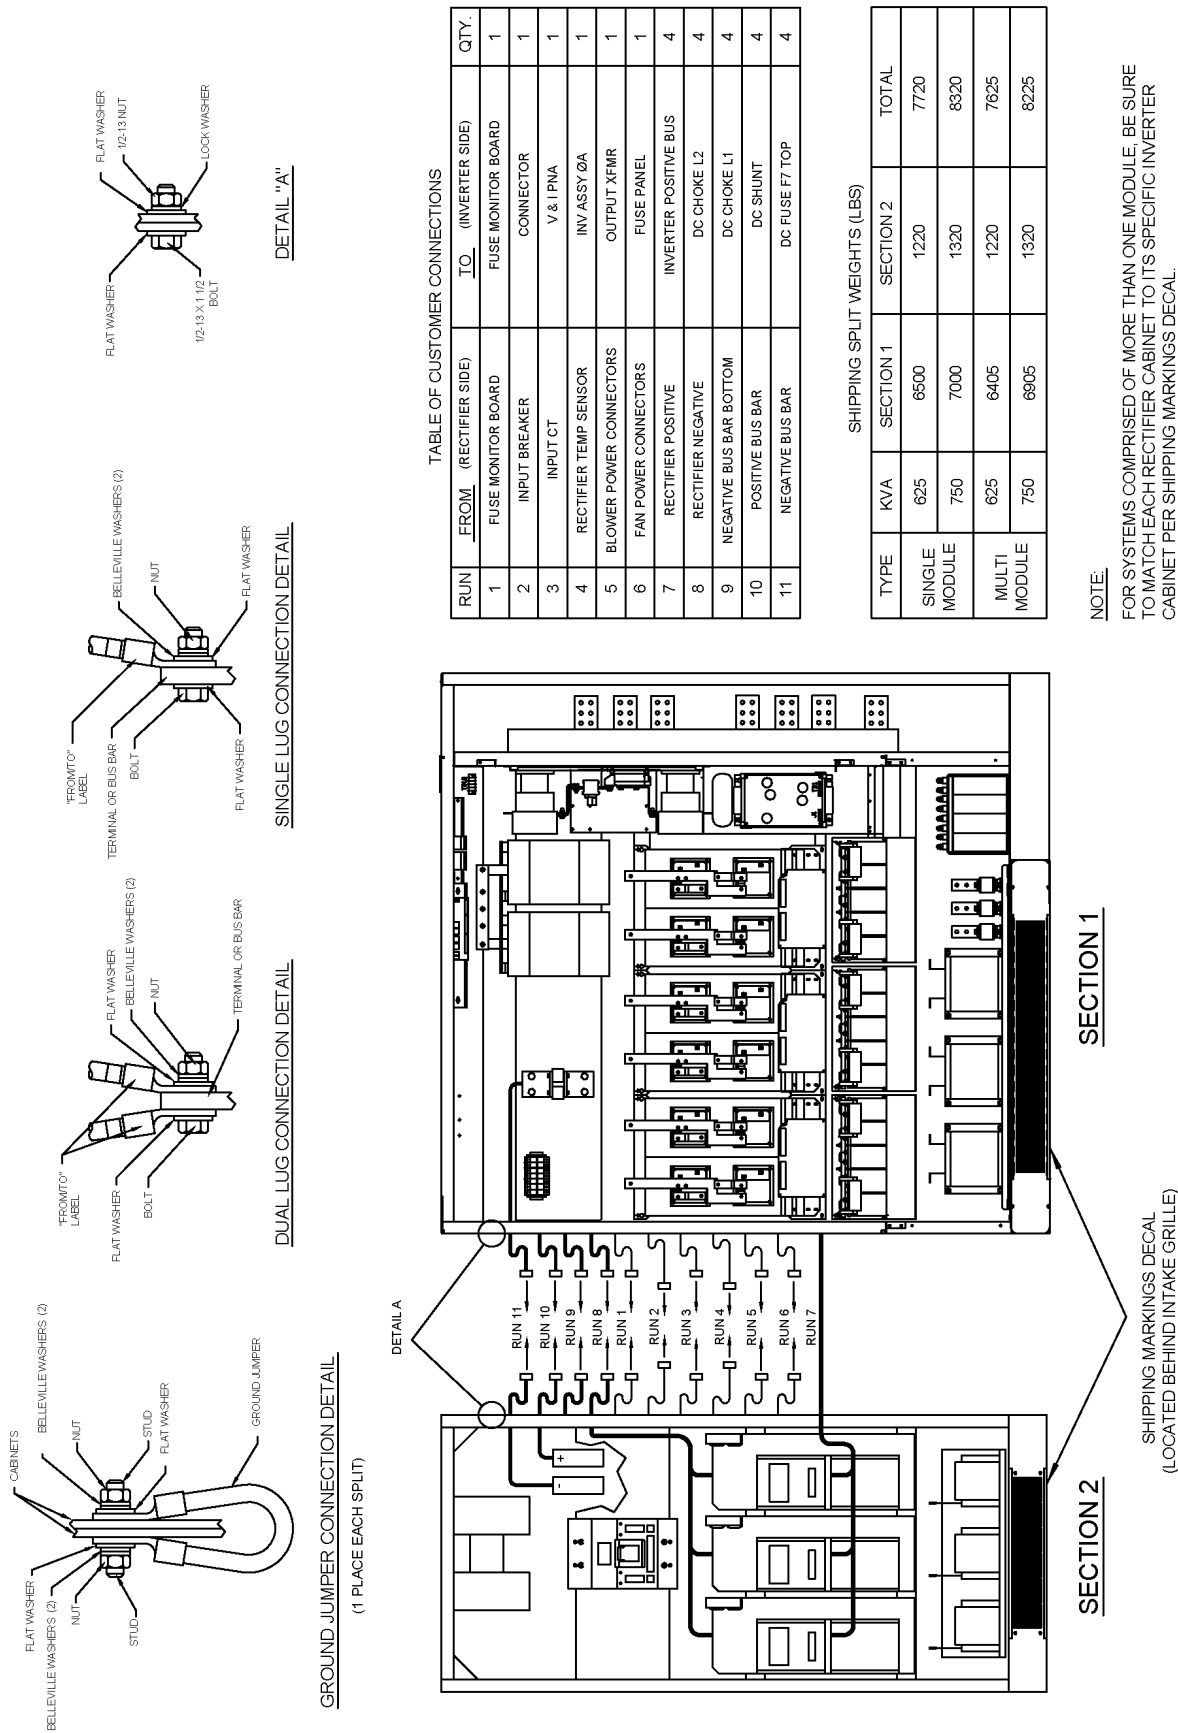 CABINETS
BELLEVILLE WASHERS (2)
NUT
STUD
FLAT WASHER
GROUND JUMPER
FLAT WASHER
BELLEVILLE WASHERS (2)
NUT
STUD
GROUND JUMPER CONNECTION DETAIL
(1 PLACE EACH SPLIT)
"FROM/TO"
LABEL
FLAT WASHER
BOLT
FLAT WASHER
BELLEVILLE WASHERS (2)
NUT
TERMINAL OR BUS BAR
DUAL LUG CONNECTION DETAIL
"FROM/TO"
LABEL
TERMINAL OR BUS BAR
BOLT
FLAT WASHER
BELLEVILLE WASHERS (2)
NUT
FLAT WASHER
SINGLE LUG CONNECTION DETAIL
FLAT WASHER
1/2-13 X 1 1/2
BOLT
FLAT WASHER
1/2-13 NUT
LOCK WASHER
DETAIL "A"
DETAIL A
RUN 11
RUN 10
RUN 9
RUN 8
RUN 1
RUN 2
RUN 3
RUN 4
RUN 5
RUN 6
RUN 7
+
-
SECTION 2
SECTION 1
SHIPPING MARKINGS DECAL
(LOCATED BEHIND INTAKE GRILLE)
TABLE OF CUSTOMER CONNECTIONS
RUN FROM (RECTIFIER SIDE) TO (INVERTER SIDE) QTY.
1 FUSE MONITOR BOARD FUSE MONITOR BOARD 1
2 INPUT BREAKER CONNECTOR 1
3 INPUT CT V & I PNA 1
4 RECTIFIER TEMP SENSOR INV ASSY ØA 1
5 BLOWER POWER CONNECTORS OUTPUT XFMR 1
6 FAN POWER CONNECTORS FUSE PANEL 1
7 RECTIFIER POSITIVE INVERTER POSITIVE BUS 4
8 RECTIFIER NEGATIVE DC CHOKE L2 4
9 NEGATIVE BUS BAR BOTTOM DC CHOKE L1 4
10 POSITIVE BUS BAR DC SHUNT 4
11 NEGATIVE BUS BAR DC FUSE F7 TOP 4
SHIPPING SPLIT WEIGHTS (LBS)
TYPE KVA SECTION 1 SECTION 2 TOTAL
SINGLE
MODULE
625 6500 1220 7720
750 7000 1320 8320
MULTI
MODULE
625 6405 1220 7625
750 6905 1320 8225
NOTE:
FOR SYSTEMS COMPRISED OF MORE THAN ONE MODULE, BE SURE
TO MATCH EACH RECTIFIER CABINET TO ITS SPECIFIC INVERTER
CABINET PER SHIPPING MARKINGS DECAL.